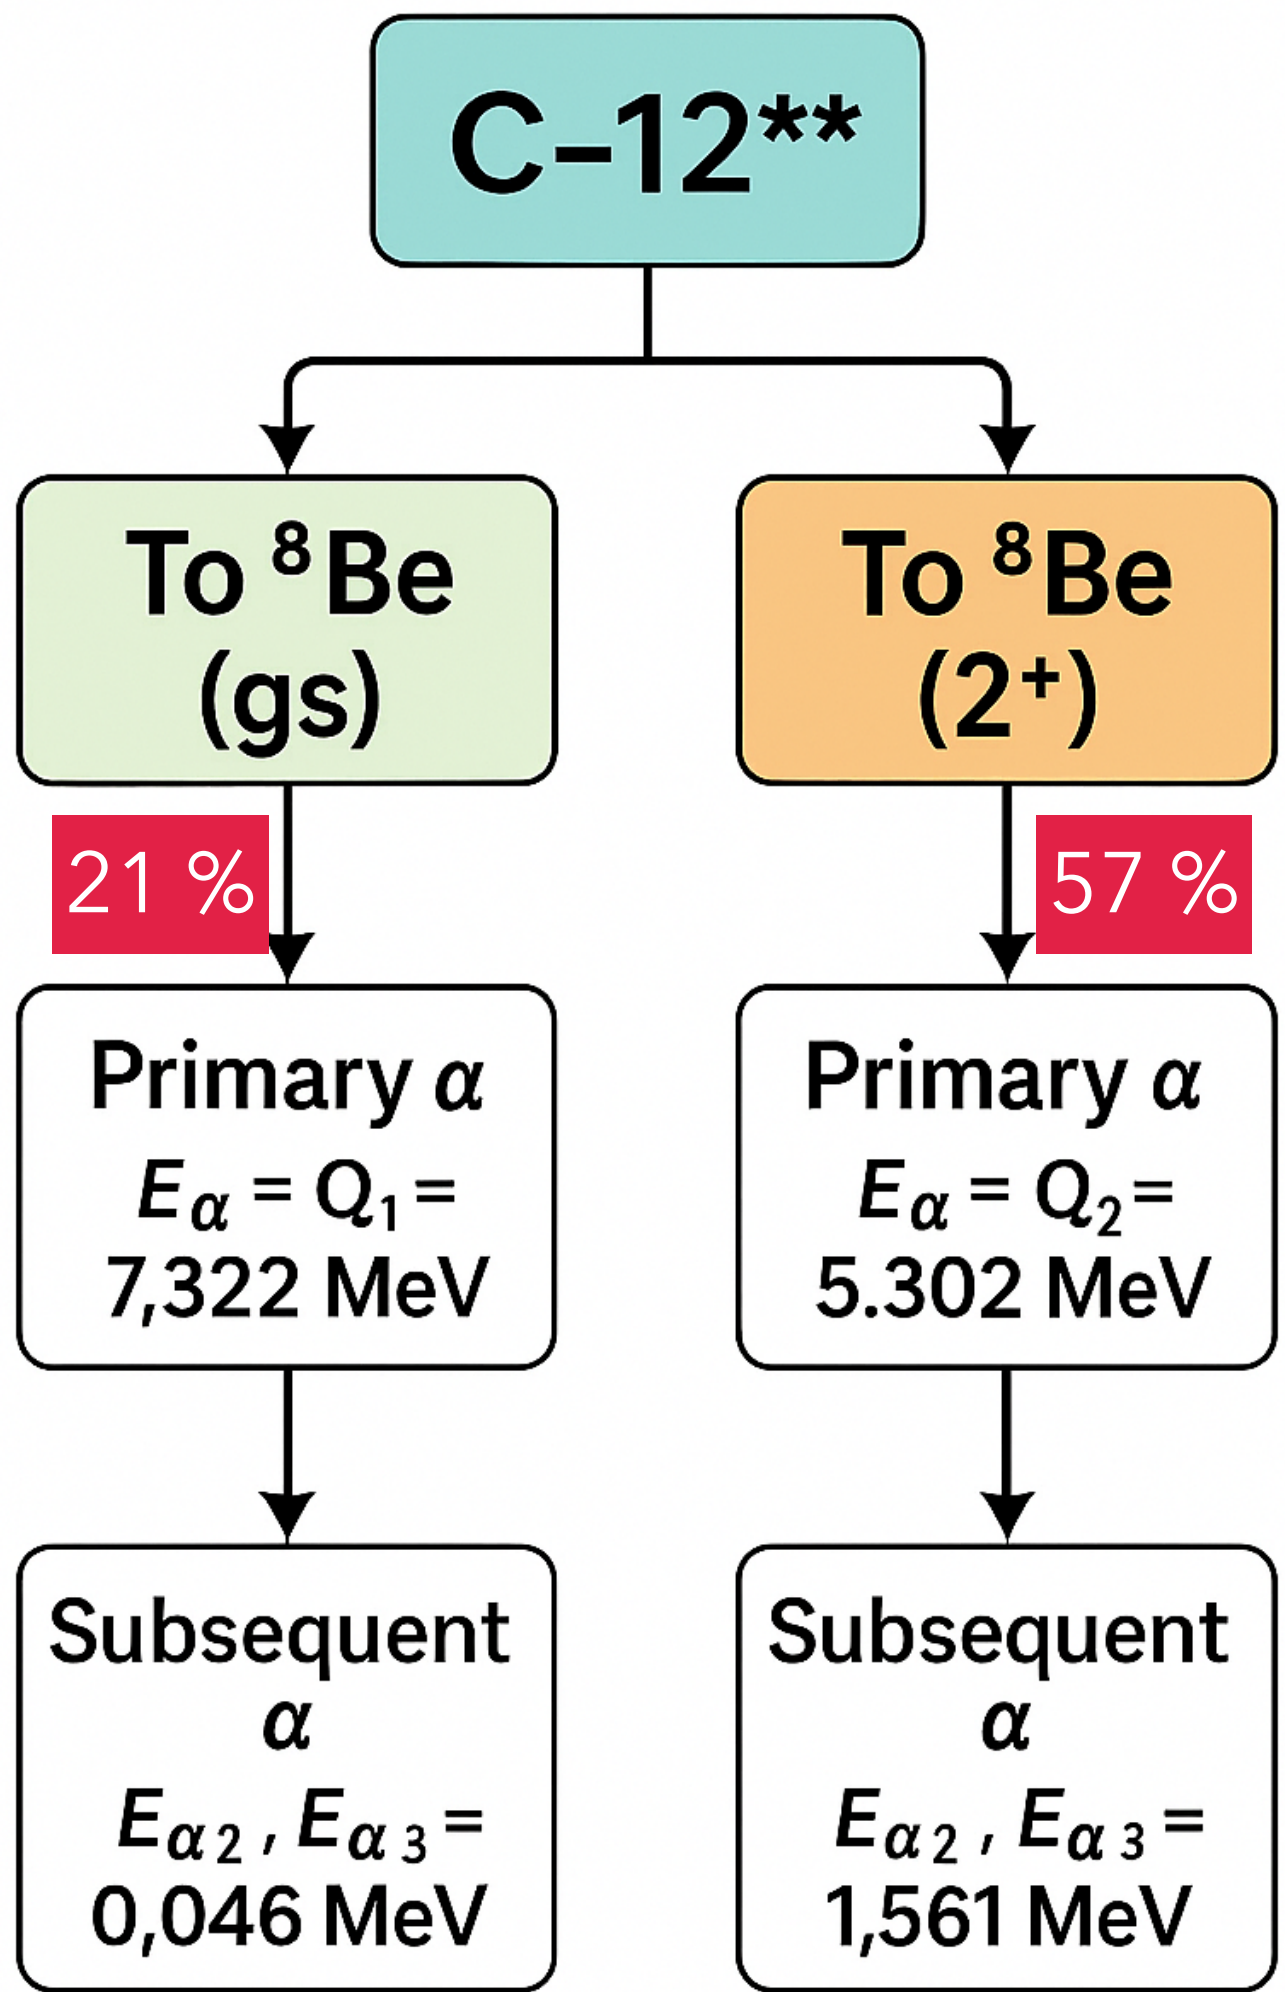 C-12**
To ⁸Be
(gs)
21 %
Primary α
Eα = Q₁ =
7,322 MeV
Subsequent
α
Eα 2 , Eα 3 =
0,046 MeV
To ⁸Be
(2⁺)
57 %
Primary α
Eα = Q₂ =
5.302 MeV
Subsequent
α
Eα 2 , Eα 3 =
1,561 MeV